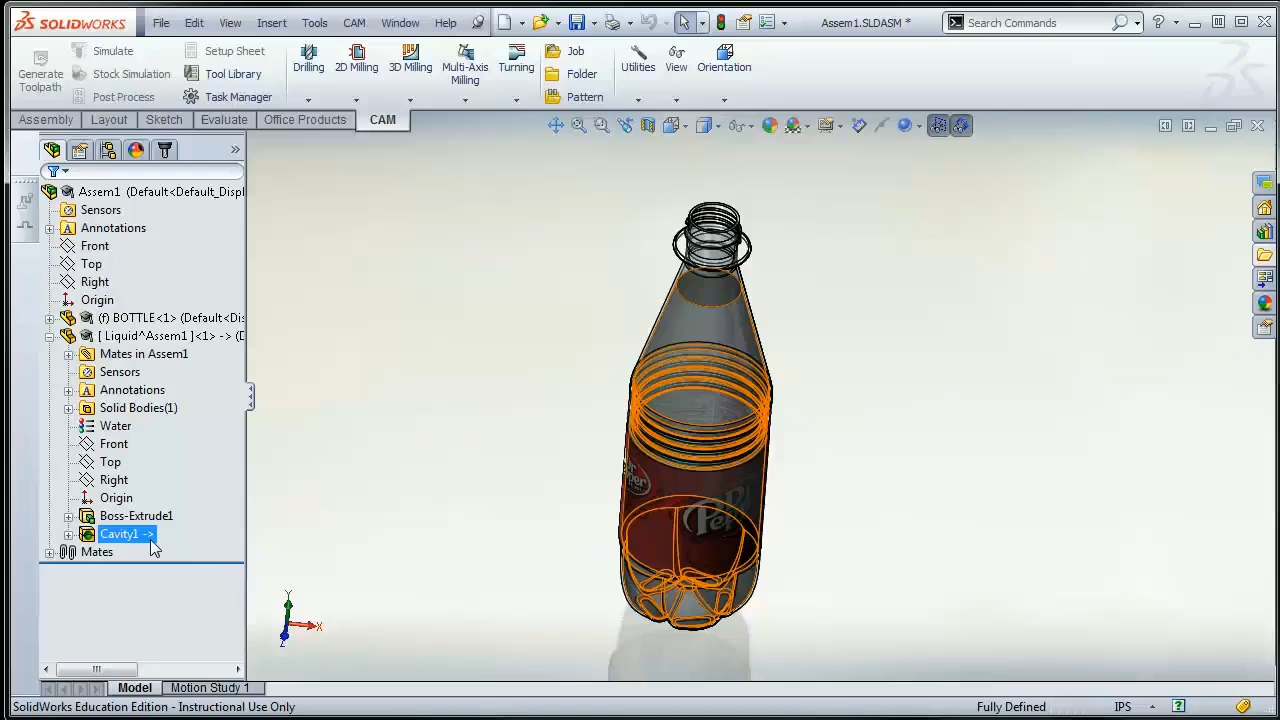 SOLIDWORKS File Edit View Insert Tools CAM Window Help Assem1.SLDASM * Search Commands
Generate Toolpath
Simulate
Stock Simulation
Post Process
Setup Sheet
Tool Library
Task Manager
Drilling
2D Milling
3D Milling
Multi-Axis Milling
Turning
Job
Folder
Pattern
Utilities
View
Orientation
Assembly Layout Sketch Evaluate Office Products CAM
Assem1 (Default<Default_Displ
Sensors
Annotations
Front
Top
Right
Origin
(f) BOTTLE<1> (Default<Dis
[ Liquid^Assem1 ]<1> -> (D
Mates in Assem1
Sensors
Annotations
Solid Bodies(1)
Water
Front
Top
Right
Origin
Boss-Extrude1
Cavity1 ->
Mates
Y
X
Z
Model Motion Study 1
SolidWorks Education Edition - Instructional Use Only Fully Defined IPS